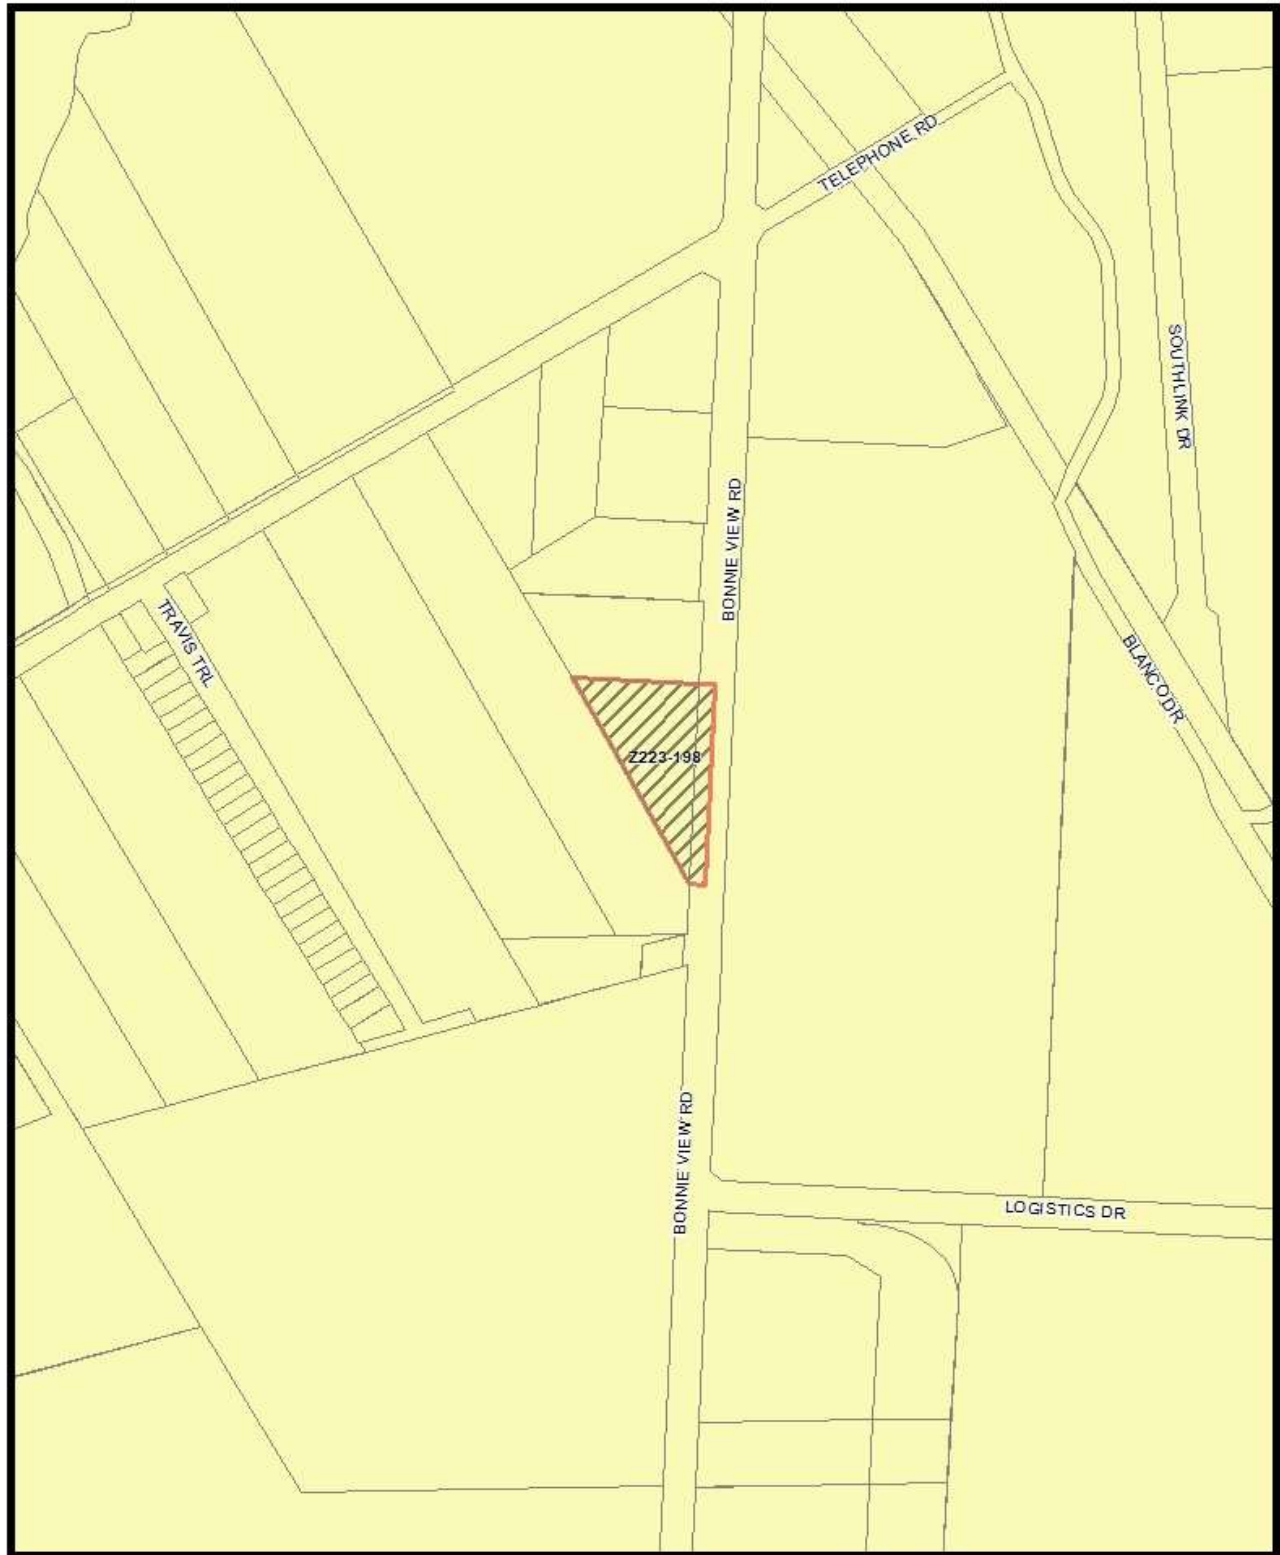 TELEPHONE RD
SOUTHLINK DR
BONNIE VIEW RD
TRAVIS TRL
BLANCO DR
Z223-198
BONNIE VIEW RD
LOGISTICS DR